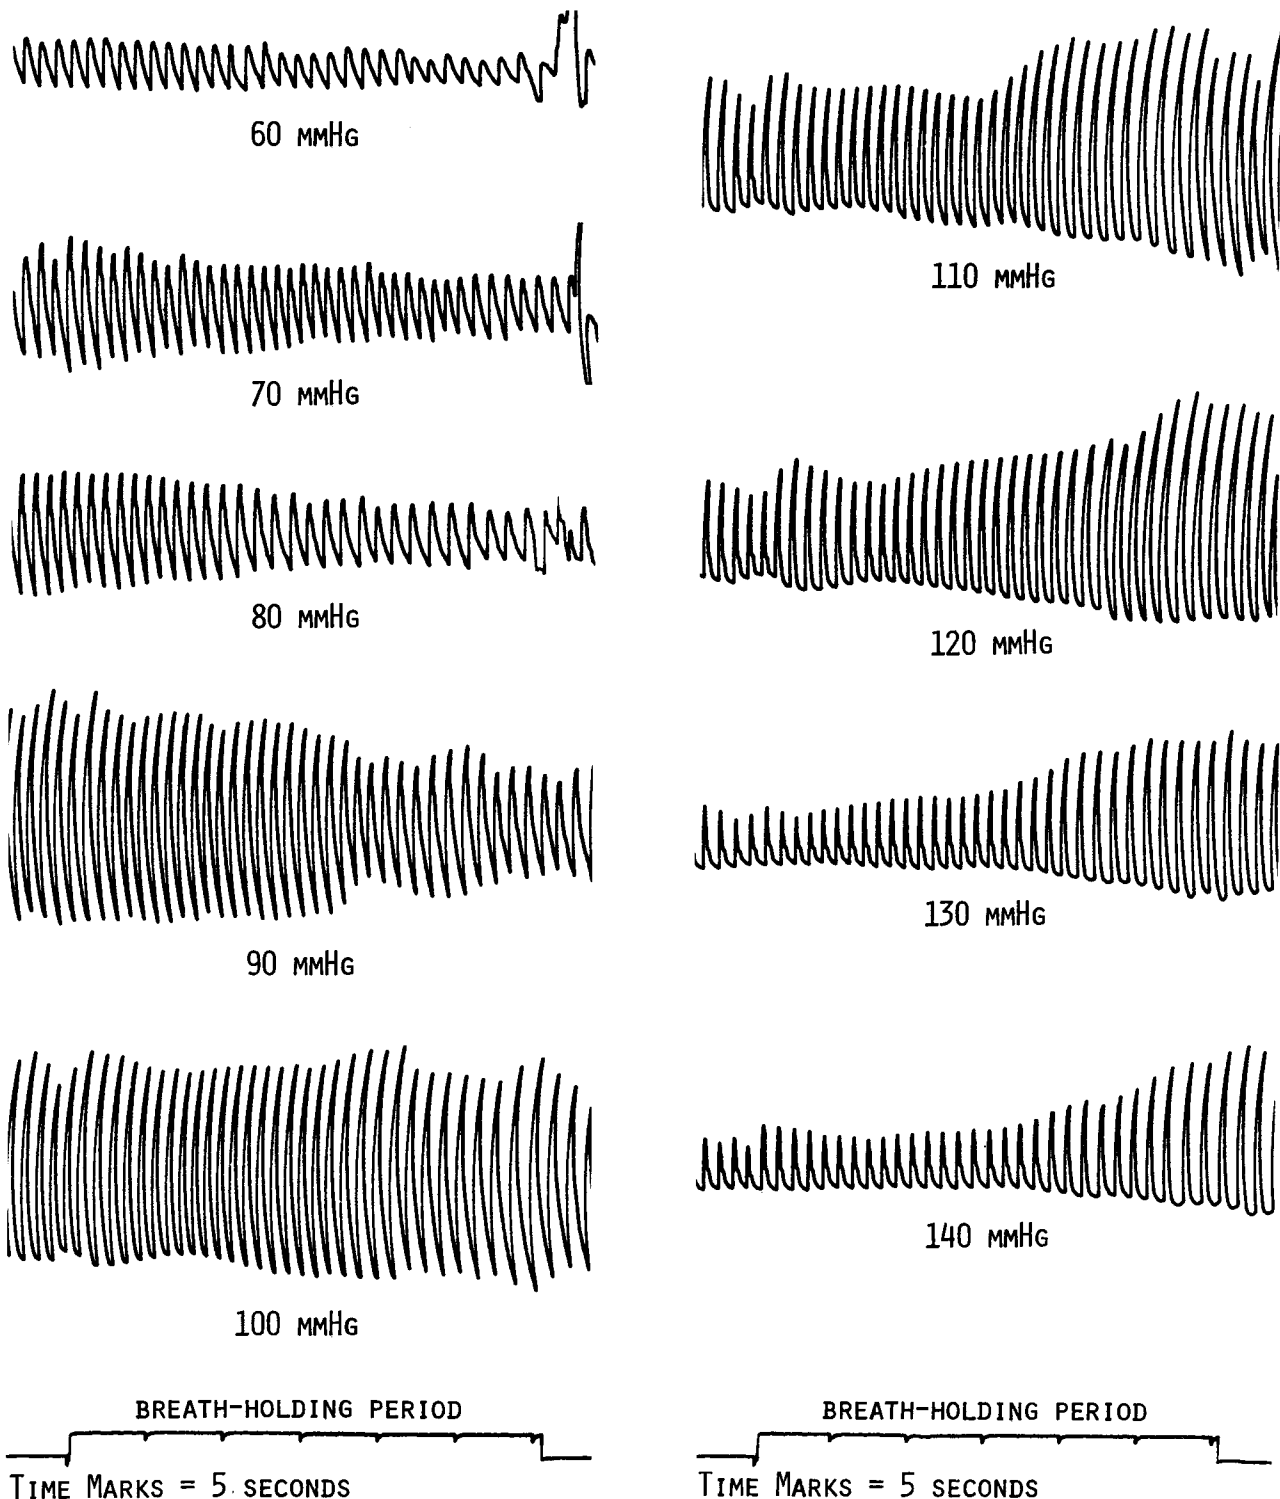 60 MMHG
70 MMHG
80 MMHG
90 MMHG
100 MMHG
BREATH-HOLDING PERIOD
TIME MARKS = 5 SECONDS
110 MMHG
120 MMHG
130 MMHG
140 MMHG
BREATH-HOLDING PERIOD
TIME MARKS = 5 SECONDS